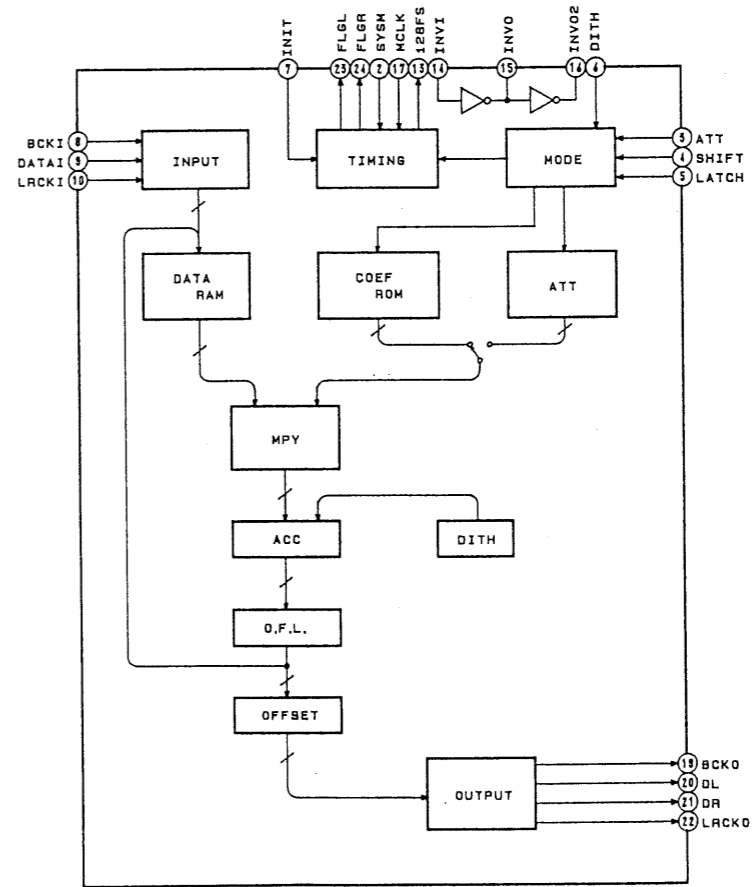 INIT
FLGL
FLGR
SYSM
MCLK
128FS
INVI
INVO
INVO2
DITH
7
23
24
2
17
13
14
15
16
6
BCKI 8
DATAI 9
LRCKI 10
INPUT
TIMING
MODE
5 ATT
4 SHIFT
5 LATCH
DATA
RAM
COEF
ROM
ATT
MPY
ACC
DITH
O.F.L.
OFFSET
OUTPUT
19 BCKO
20 DL
21 DR
22 LRCKO